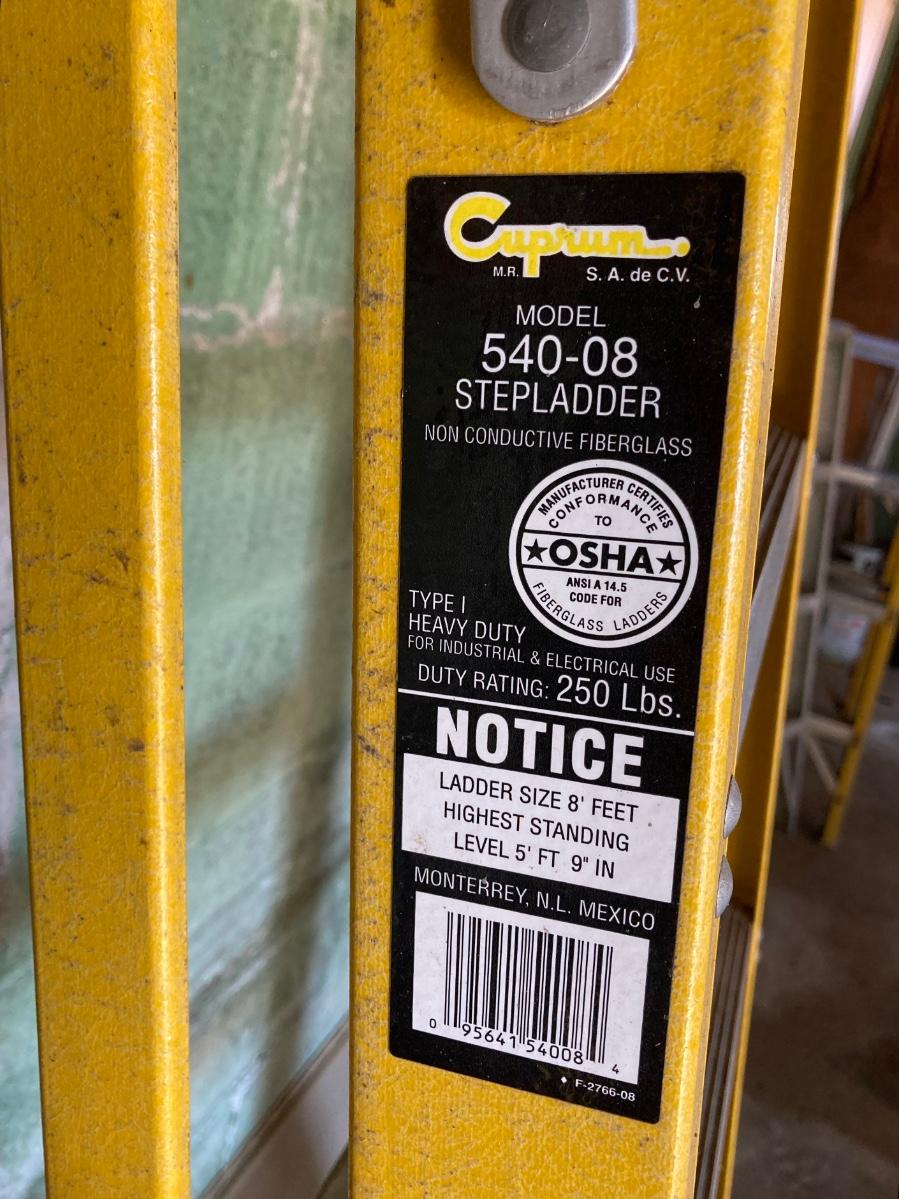 Cuprum
M.R. S. A. de C.V.
MODEL
540-08
STEPLADDER
NON CONDUCTIVE FIBERGLASS
MANUFACTURER CERTIFIES
CONFORMANCE
TO
★OSHA★
ANSI A 14.5
CODE FOR
FIBERGLASS LADDERS
TYPE I
HEAVY DUTY
FOR INDUSTRIAL & ELECTRICAL USE
DUTY RATING: 250 Lbs.
NOTICE
LADDER SIZE 8' FEET
HIGHEST STANDING
LEVEL 5' FT 9" IN
MONTERREY, N.L. MEXICO
0 95641 54008 4
F-2766-08